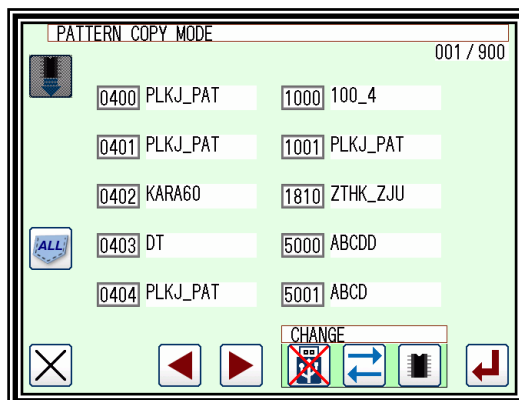 PATTERN COPY MODE
001 / 900
0400 PLKJ_PAT 1000 100_4
0401 PLKJ_PAT 1001 PLKJ_PAT
0402 KARA60 1810 ZTHK_ZJU
ALL 0403 DT 5000 ABCDD
0404 PLKJ_PAT 5001 ABCD
CHANGE